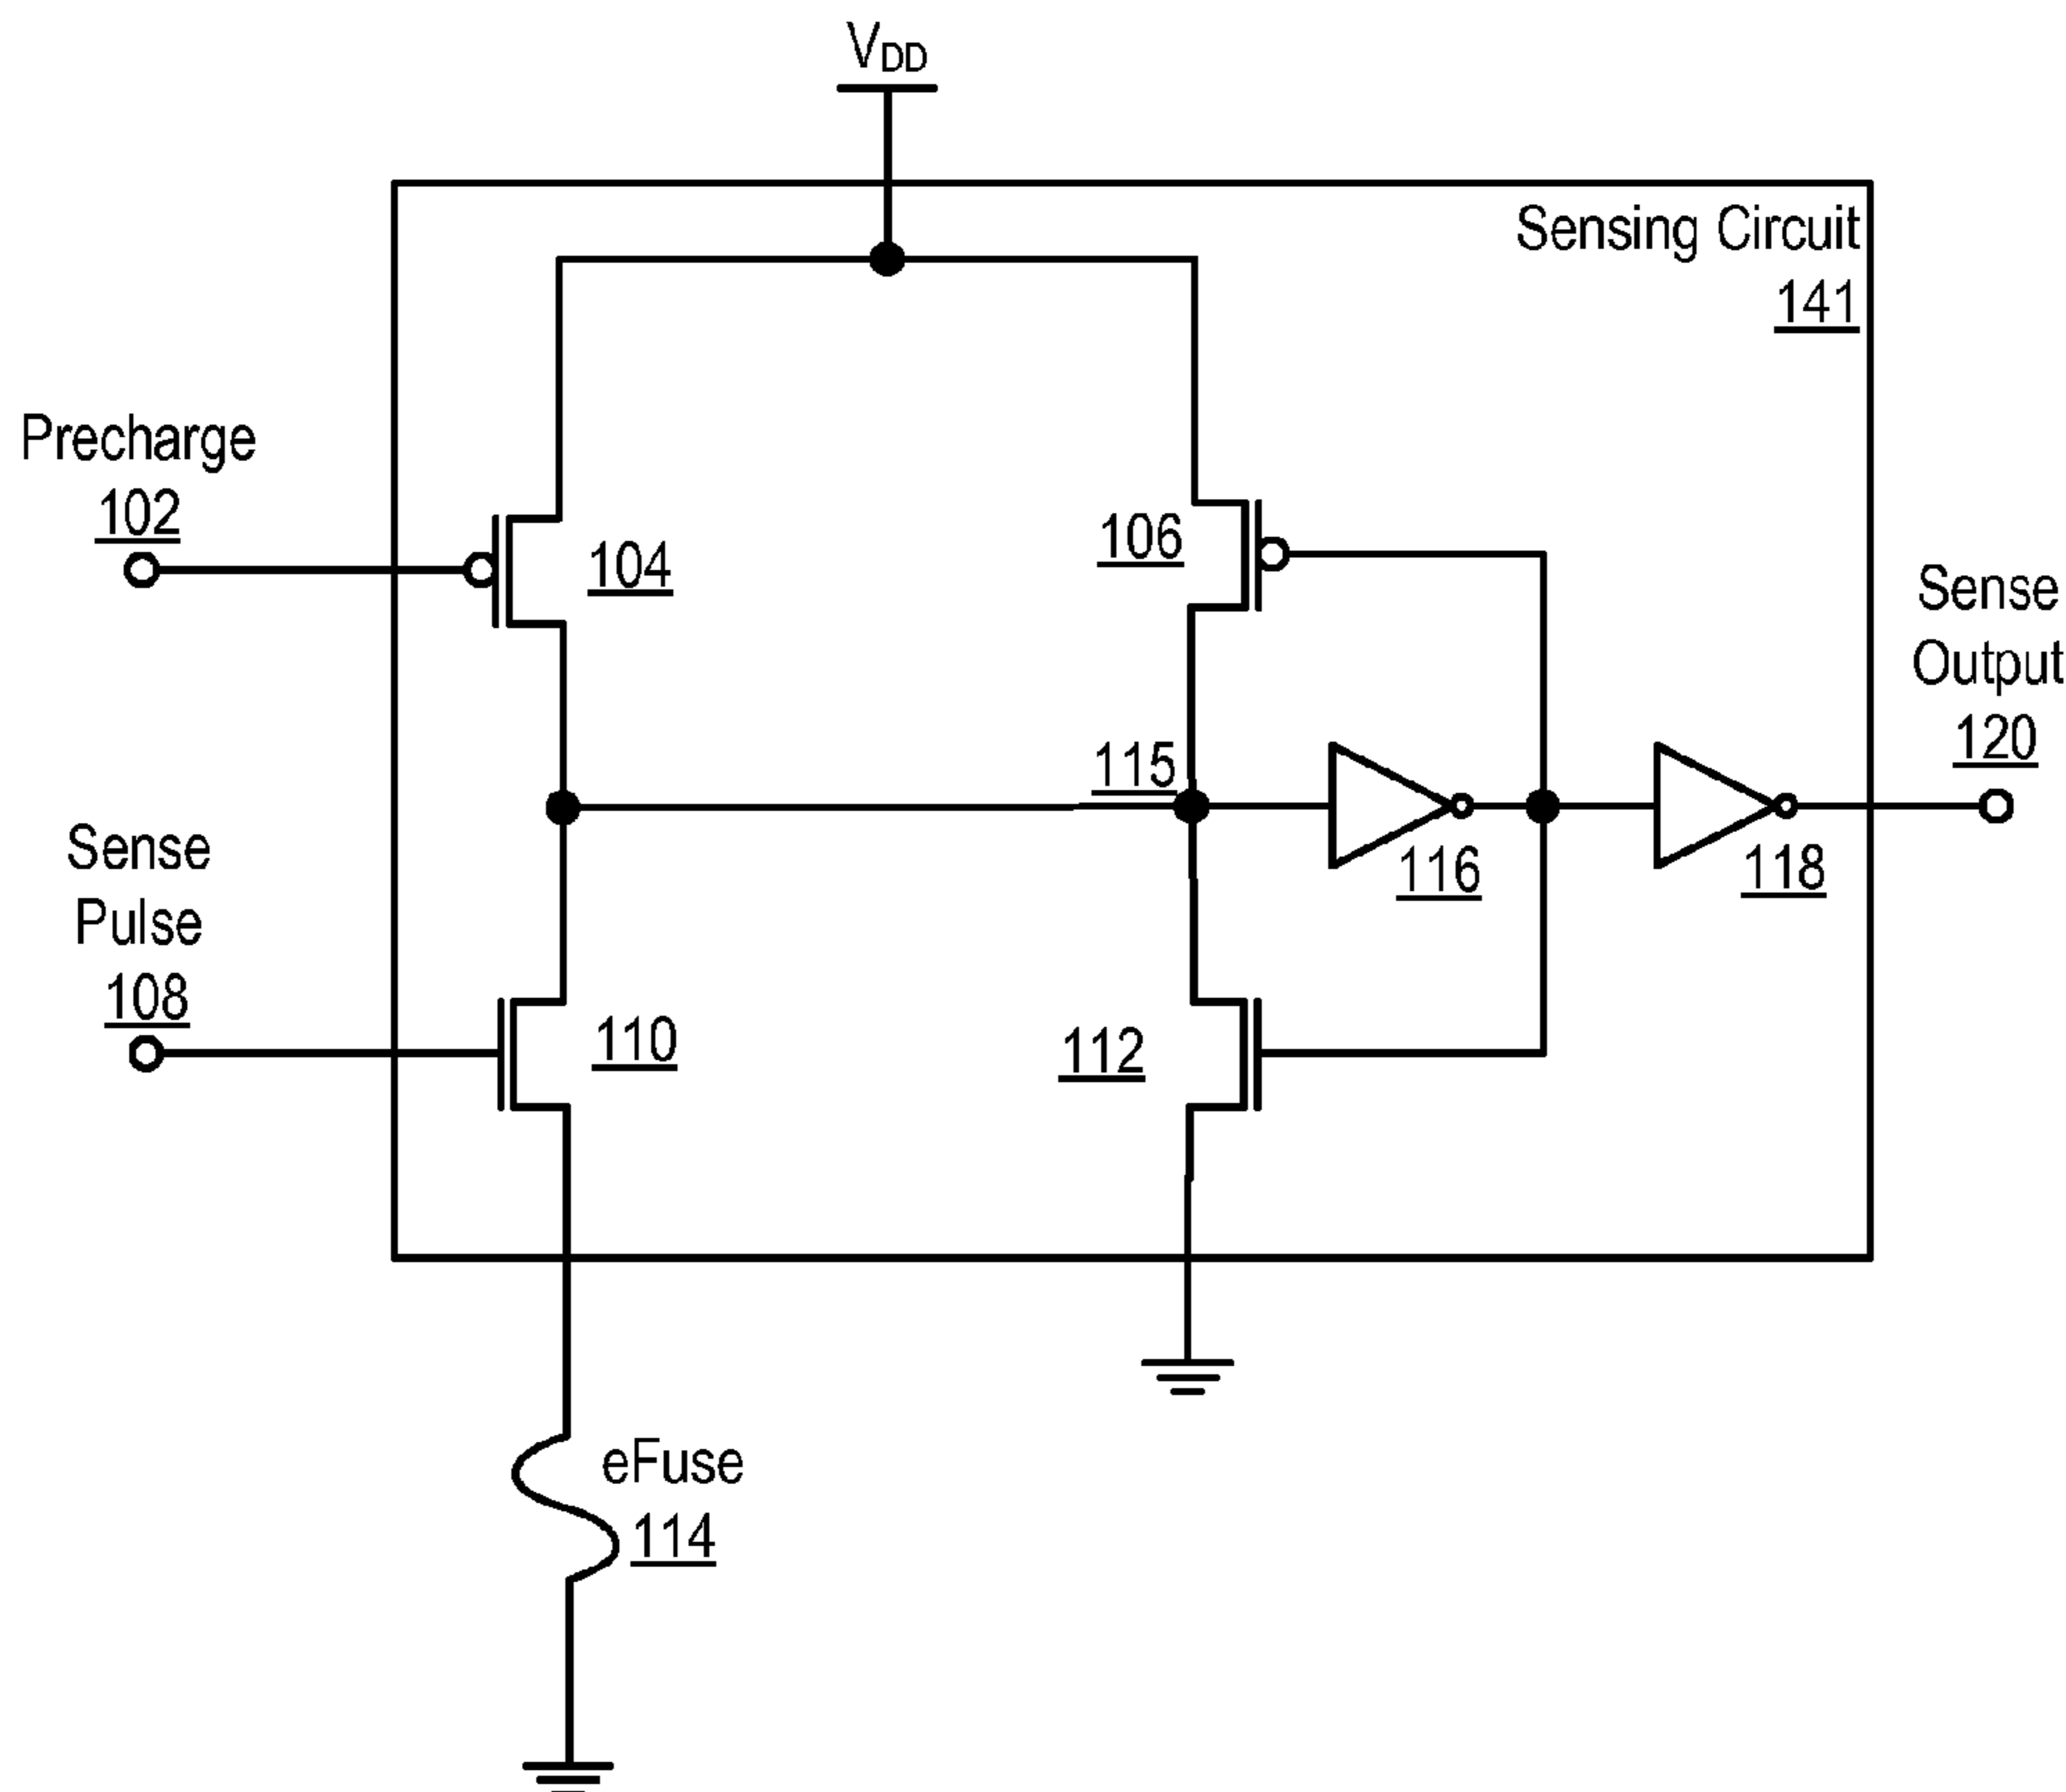 VDD
Sensing Circuit
141
Precharge
102
104
106
Sense
Output
120
115
116
118
Sense
Pulse
108
110
112
eFuse
114